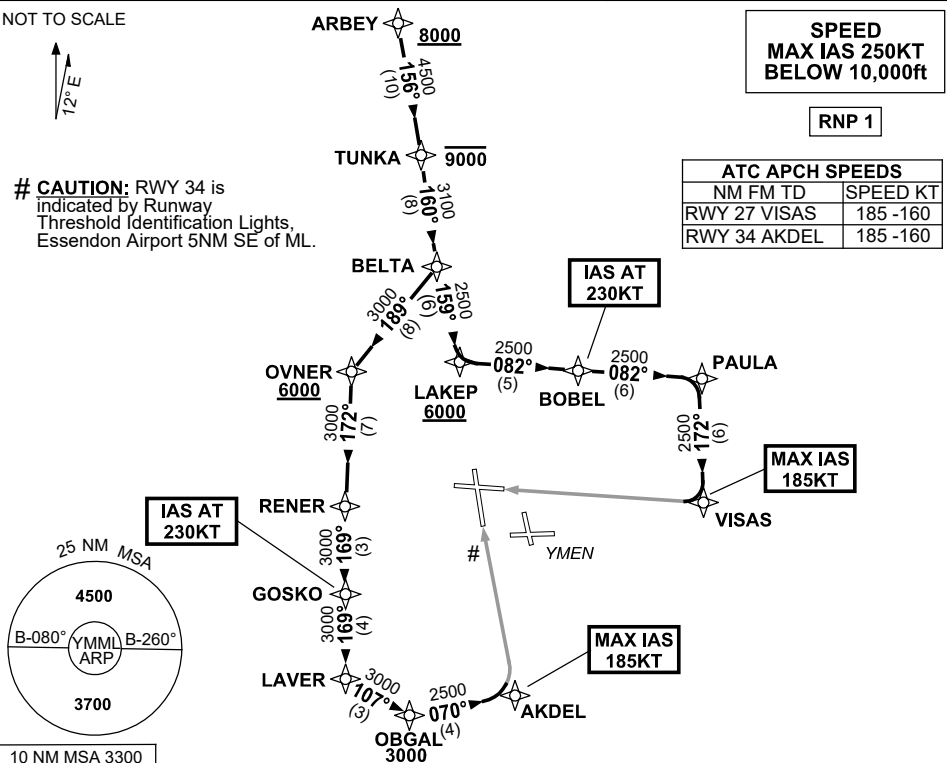 NOT TO SCALE
12° E
ARBEY
8000
4500
156°
(10)
SPEED
MAX IAS 250KT
BELOW 10,000ft
RNP 1
# CAUTION: RWY 34 is
indicated by Runway
Threshold Identification Lights,
Essendon Airport 5NM SE of ML.
TUNKA
9000
3100
160°
(8)
ATC APCH SPEEDS
NM FM TD SPEED KT
RWY 27 VISAS 185 -160
RWY 34 AKDEL 185 -160
BELTA
3000
189°
(8)
2500
159°
(6)
IAS AT
230KT
OVNER
6000
LAKEP
6000
2500
082°
(5)
BOBEL
2500
082°
(6)
PAULA
3000
172°
(7)
2500
172°
(6)
MAX IAS
185KT
VISAS
RENER
IAS AT
230KT
3000
169°
(3)
#
YMEN
GOSKO
3000
169°
(4)
25 NM MSA
4500
B-080°
YMML
ARP
B-260°
3700
10 NM MSA 3300
LAVER
3000
107°
(3)
OBGAL
3000
2500
070°
(4)
AKDEL
MAX IAS
185KT